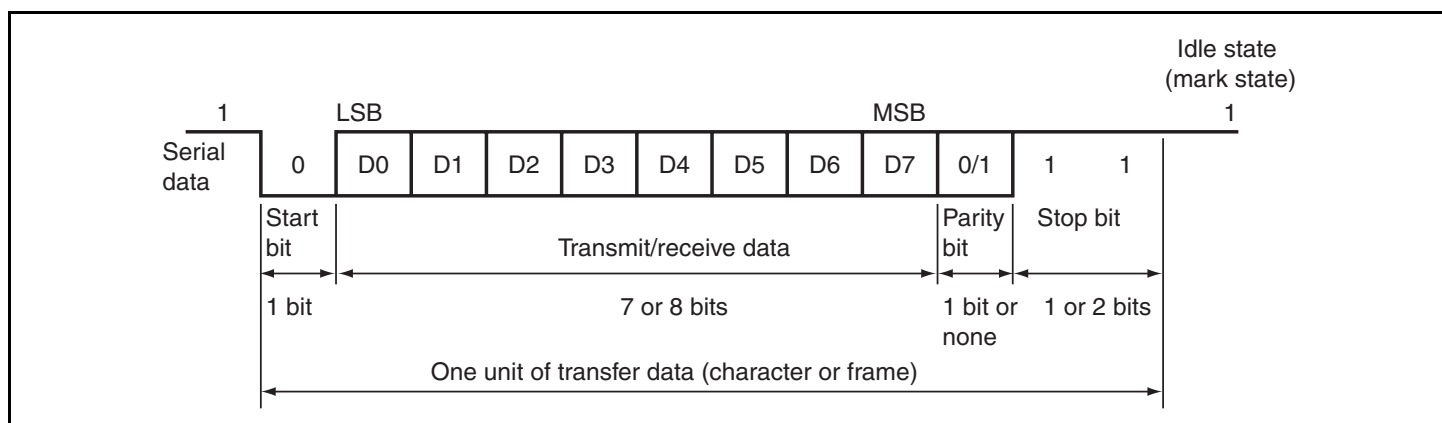 Idle state
(mark state)
1 LSB MSB 1
Serial
data
0 D0 D1 D2 D3 D4 D5 D6 D7 0/1 1 1
Start
bit
Transmit/receive data
Parity
bit
Stop bit
1 bit 7 or 8 bits 1 bit or
none
1 or 2 bits
One unit of transfer data (character or frame)